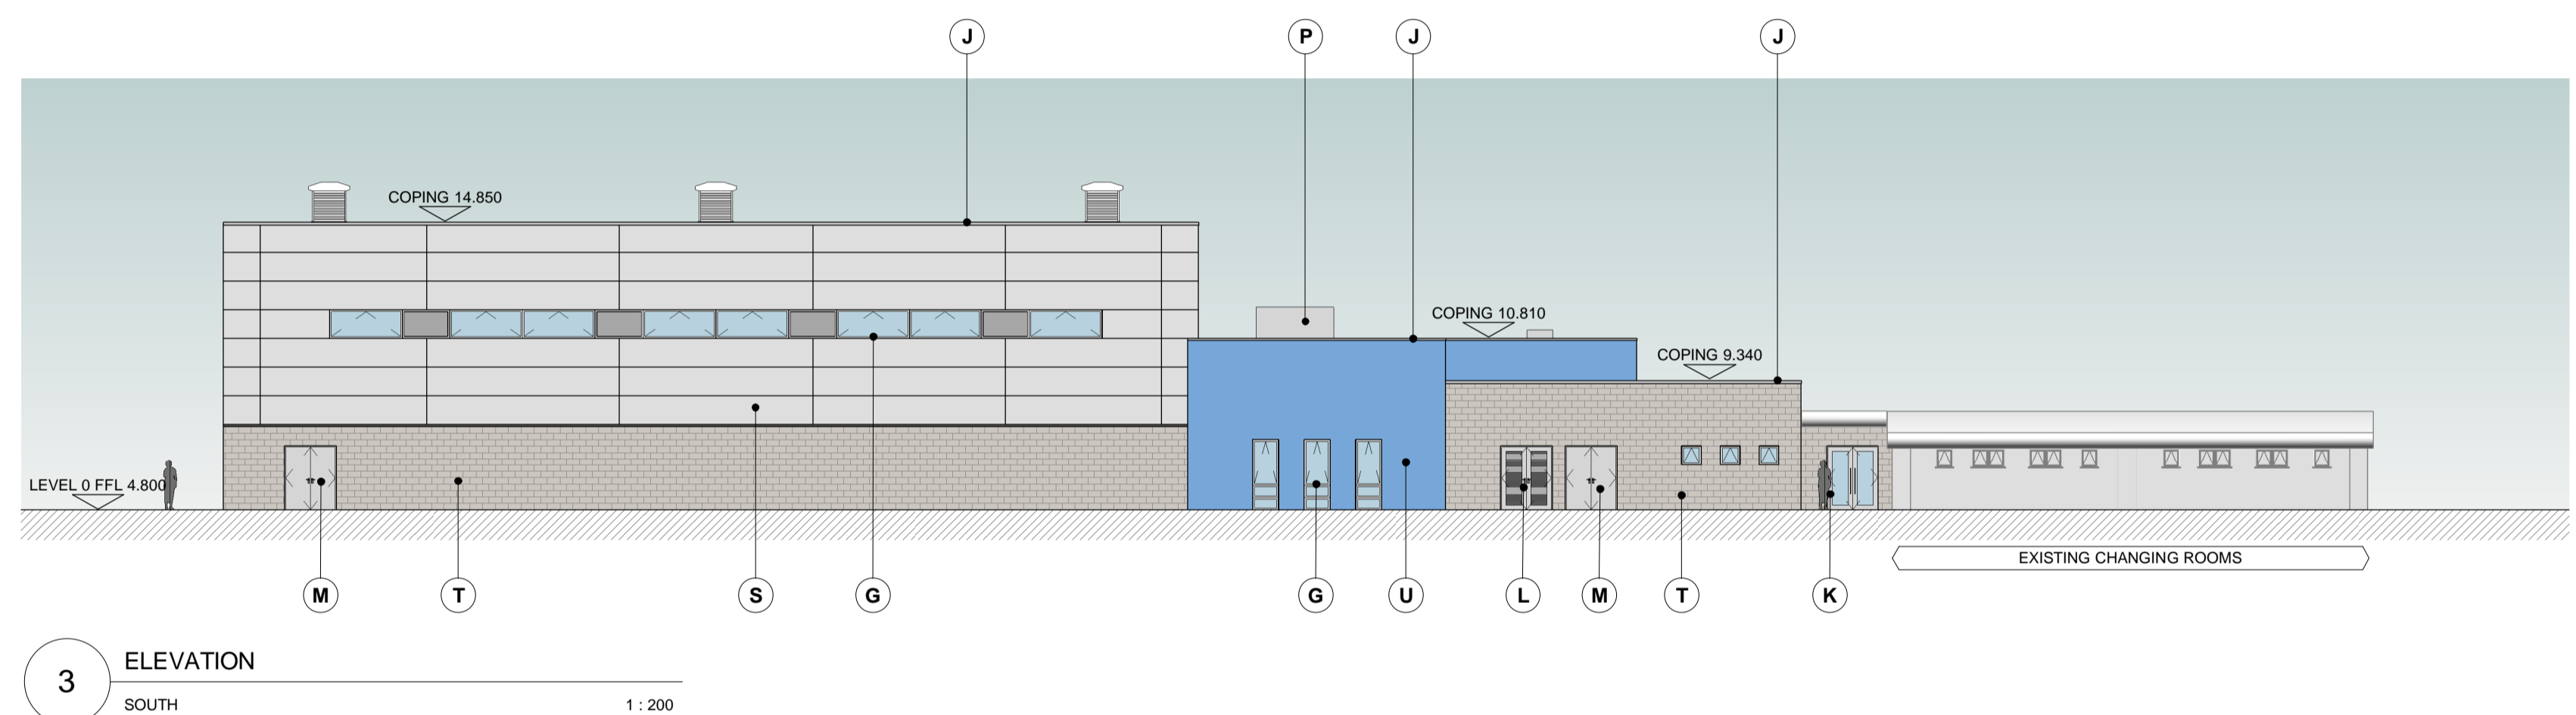 J P J J
COPING 14.850
COPING 10.810
COPING 9.340
LEVEL 0 FFL 4.800
EXISTING CHANGING ROOMS
M T S G G U L M T K
3 ELEVATION
SOUTH 1 : 200